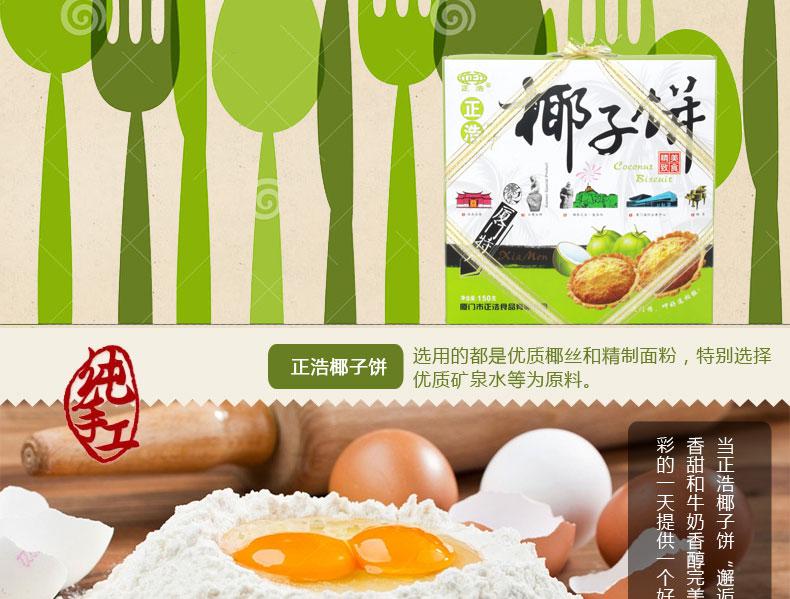 正浩
正浩
椰子饼
Coconut
Biscuit
精致
美食
厦门特
XiaMen
净含量:150克
厦门市正浩食品有限公司
正浩椰子饼
选用的都是优质椰丝和精制面粉，特别选择
优质矿泉水等为原料。
纯手工
当正浩椰子饼“邂逅
香甜和牛奶香醇完美
彩的一天提供一个好